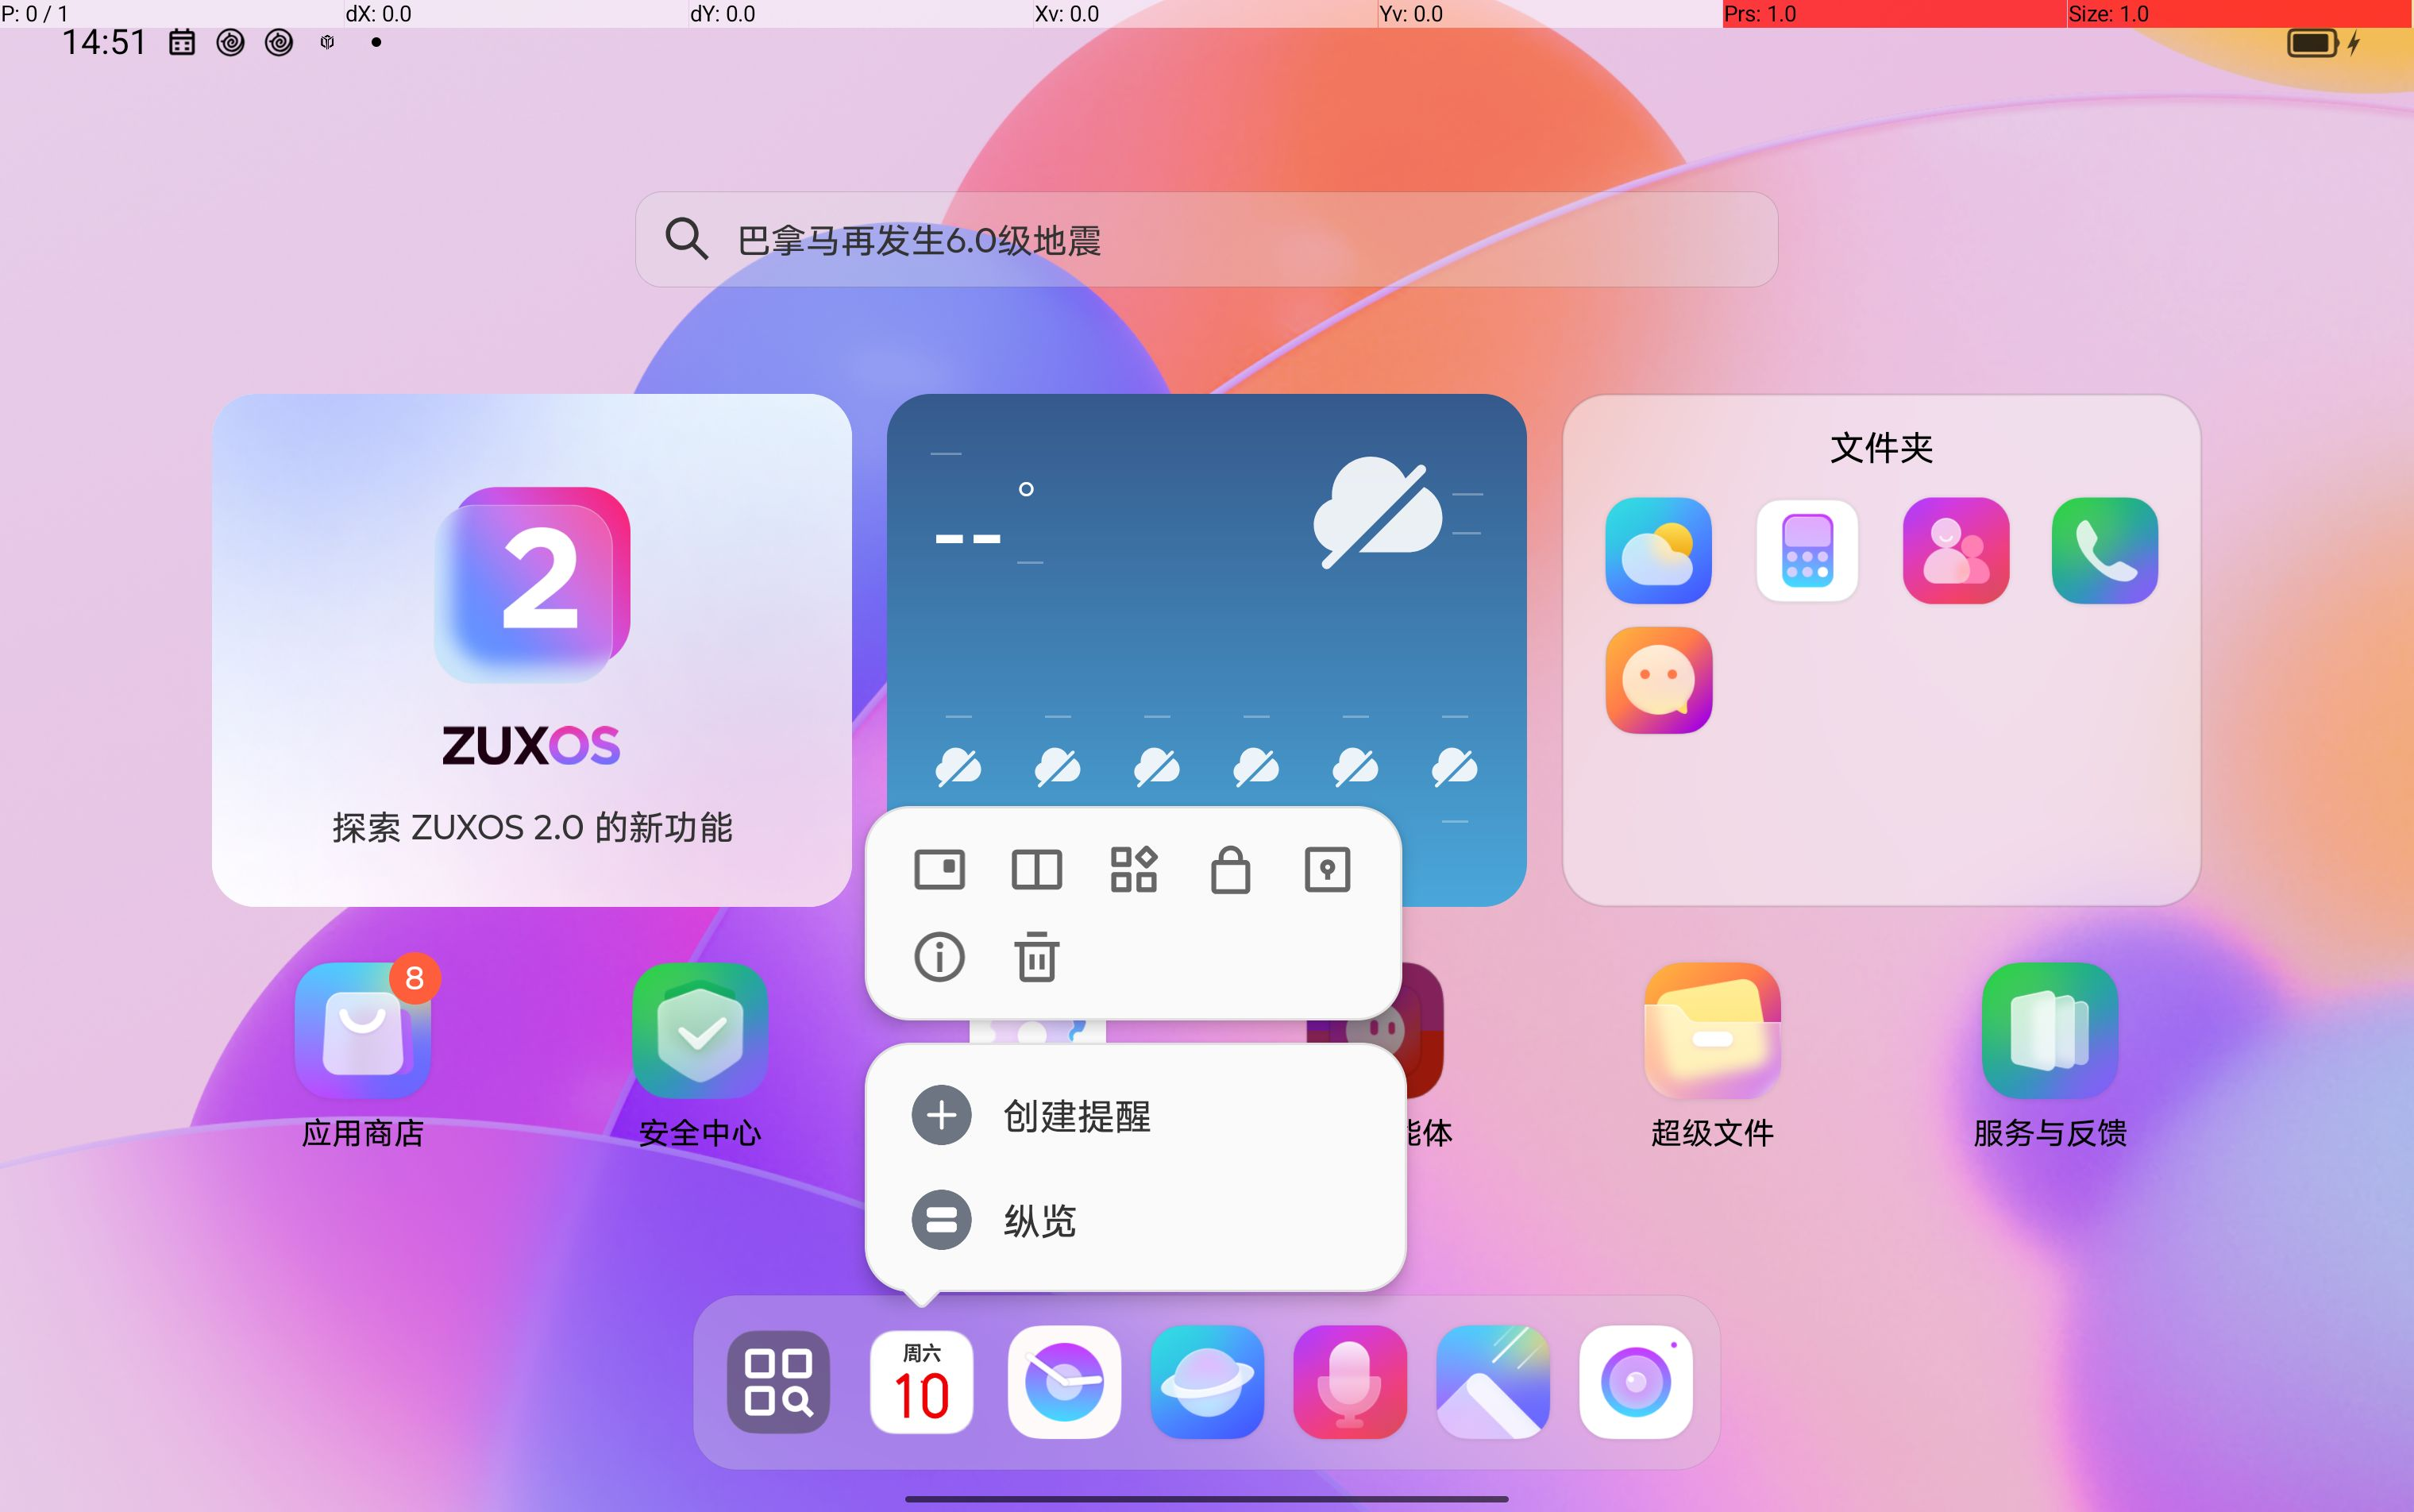 P: 0 / 1 dX: 0.0 dY: 0.0 Xv: 0.0 Yv: 0.0 Prs: 1.0 Size: 1.0
14:51
巴拿马再发生6.0级地震
2
ZUXOS
探索 ZUXOS 2.0 的新功能
--°
文件夹
8
应用商店
安全中心
能体
超级文件
服务与反馈
创建提醒
纵览
周六
10